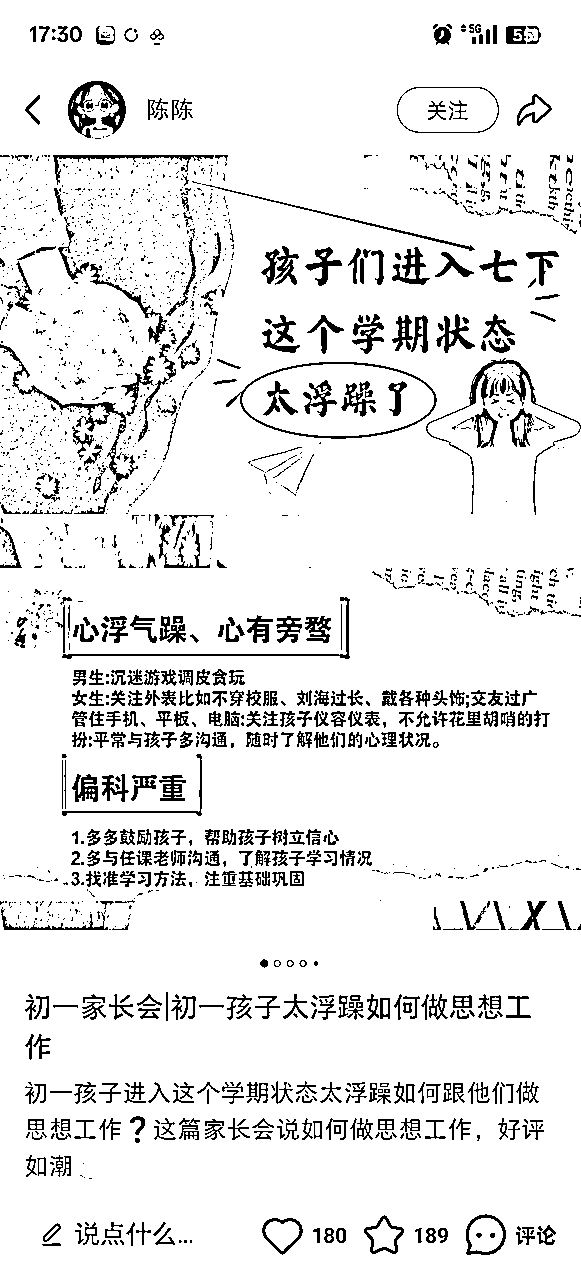 17:30
5G
陈陈
关注
孩子们进入七下
这个学期状态
太浮躁了
心浮气躁、心有旁骛
男生:沉迷游戏调皮贪玩
女生:关注外表比如不穿校服、刘海过长、戴各种头饰;交友过广
管住手机、平板、电脑:关注孩子仪容仪表，不允许花里胡哨的打
扮:平常与孩子多沟通，随时了解他们的心理状况。
偏科严重
1.多多鼓励孩子，帮助孩子树立信心
2.多与任课老师沟通，了解孩子学习情况
3.找准学习方法，注重基础巩固
初一家长会|初一孩子太浮躁如何做思想工
作
初一孩子进入这个学期状态太浮躁如何跟他们做
思想工作❓这篇家长会说如何做思想工作，好评
如潮
说点什么...
180
189
评论